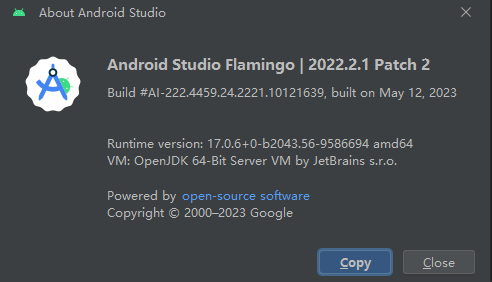 About Android Studio
Android Studio Flamingo | 2022.2.1 Patch 2
Build #AI-222.4459.24.2221.10121639, built on May 12, 2023
Runtime version: 17.0.6+0-b2043.56-9586694 amd64
VM: OpenJDK 64-Bit Server VM by JetBrains s.r.o.
Powered by open-source software
Copyright © 2000–2023 Google
Copy
Close